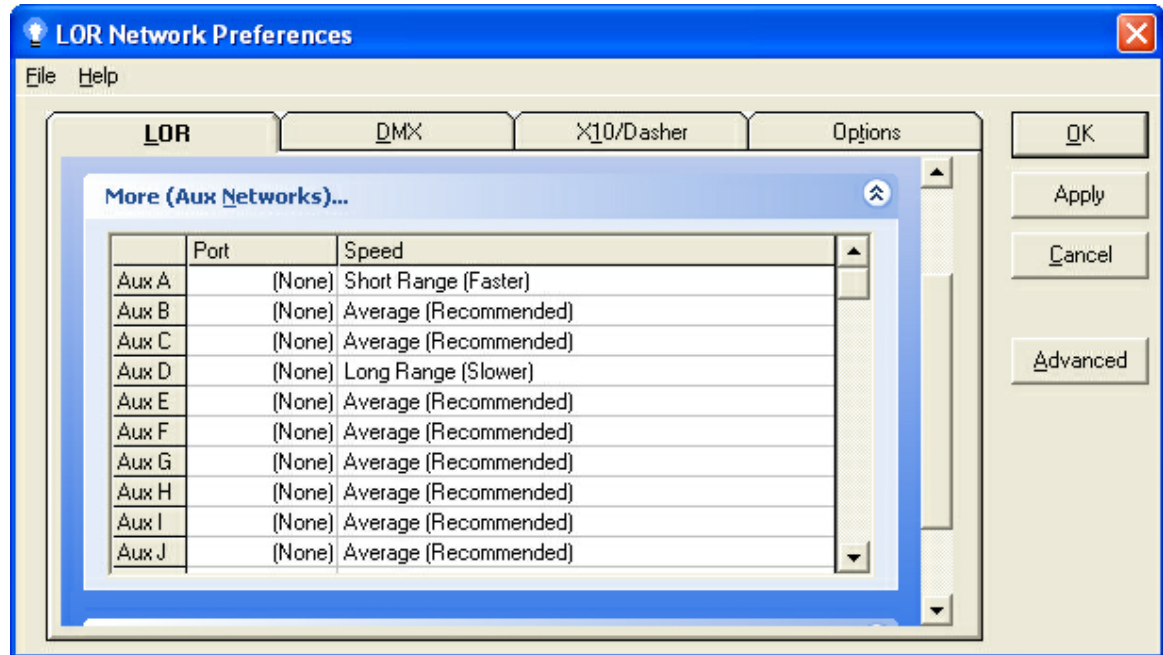 LOR Network Preferences
File Help
LOR DMX X10/Dasher Options
OK
Apply
Cancel
Advanced
More (Aux Networks)...
Port Speed
Aux A (None) Short Range (Faster)
Aux B (None) Average (Recommended)
Aux C (None) Average (Recommended)
Aux D (None) Long Range (Slower)
Aux E (None) Average (Recommended)
Aux F (None) Average (Recommended)
Aux G (None) Average (Recommended)
Aux H (None) Average (Recommended)
Aux I (None) Average (Recommended)
Aux J (None) Average (Recommended)